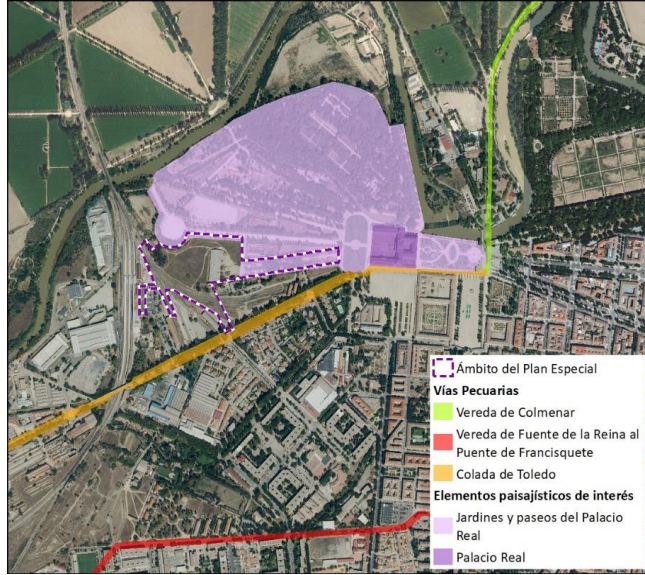 Ámbito del Plan Especial
Vías Pecuarias
Vereda de Colmenar
Vereda de Fuente de la Reina al
Puente de Francisquete
Colada de Toledo
Elementos paisajísticos de interés
Jardines y paseos del Palacio
Real
Palacio Real